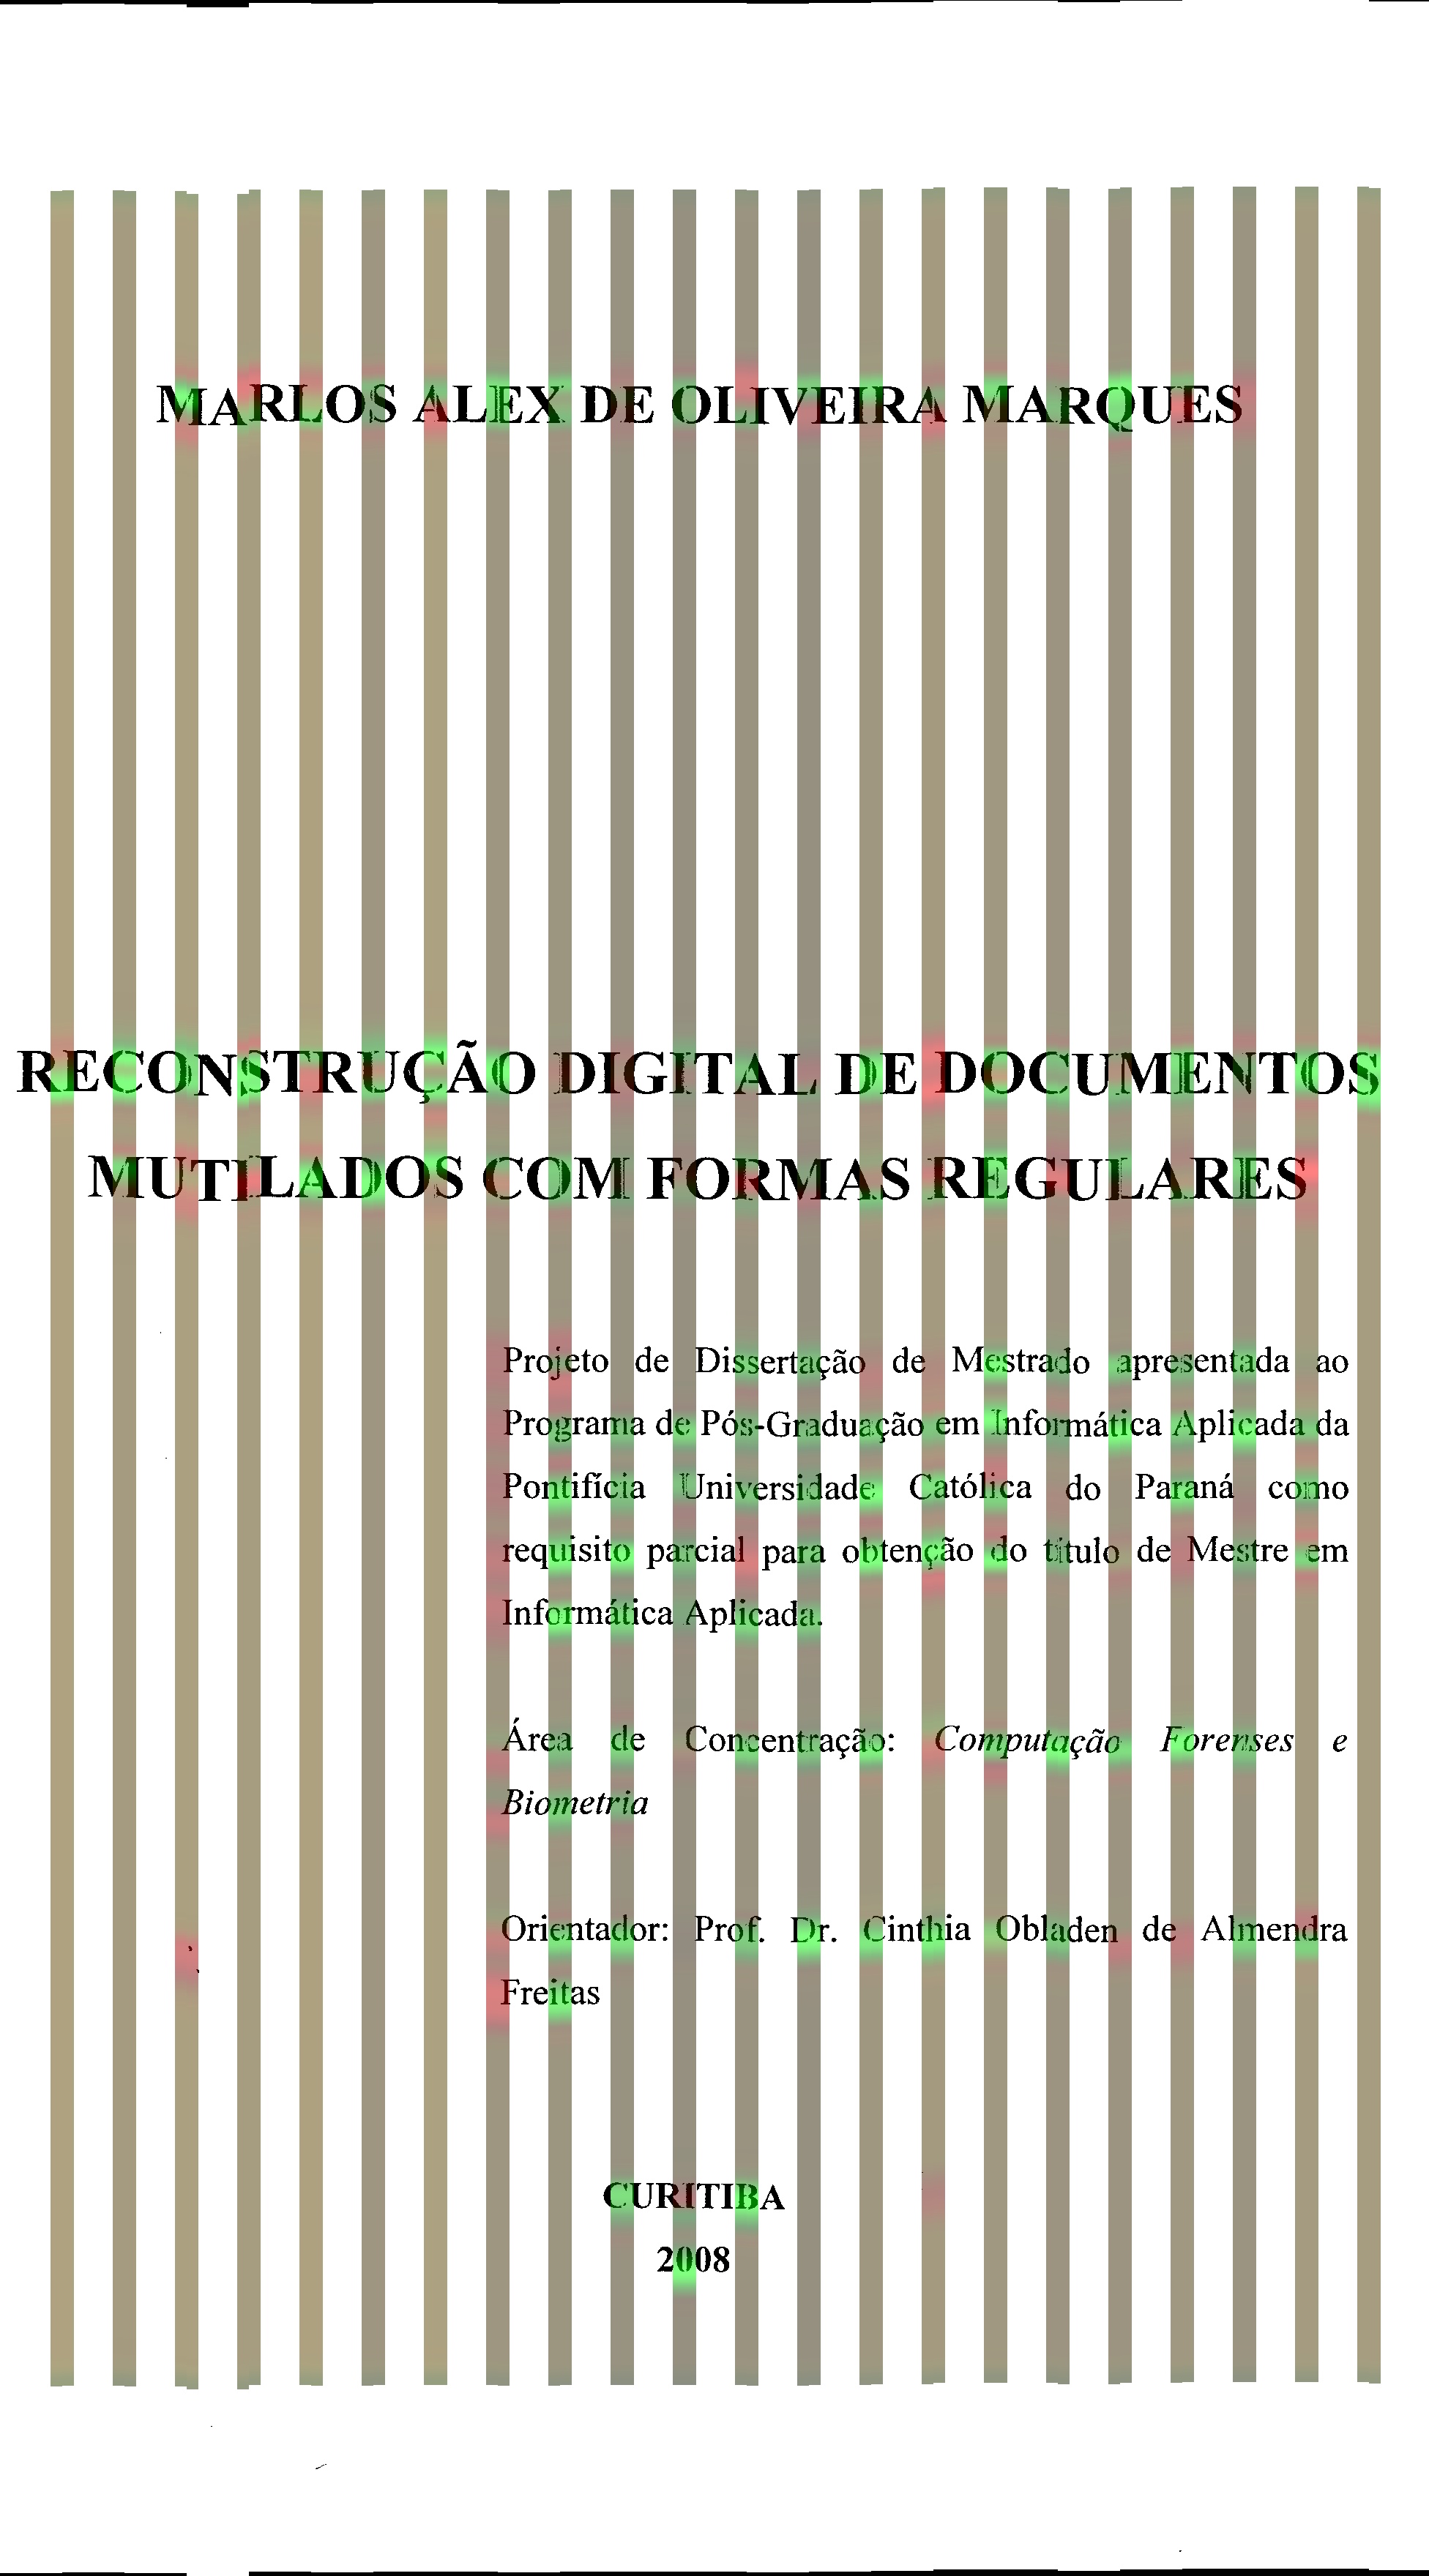 MARLOS ALEX DE OLIVEIRA MARQUES
RECONSTRUÇÃO DIGITAL DE DOCUMENTOS
MUTILADOS COM FORMAS REGULARES
Projeto de Dissertação de Mestrado apresentada ao
Programa de Pós-Graduação em Informática Aplicada da
Pontifícia Universidade Católica do Paraná como
requisito parcial para obtenção do título de Mestre em
Informática Aplicada.
Área de Concentração: Computação Forenses e
Biometria
Orientador: Prof. Dr. Cinthia Obladen de Almendra
Freitas
CURITIBA
2008